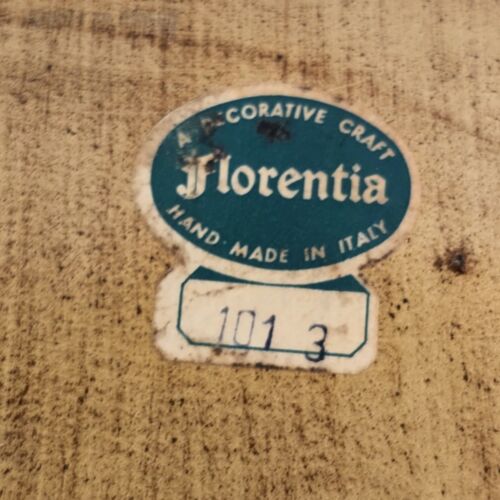 A DECORATIVE CRAFT
Florentia
HAND MADE IN ITALY
101 3